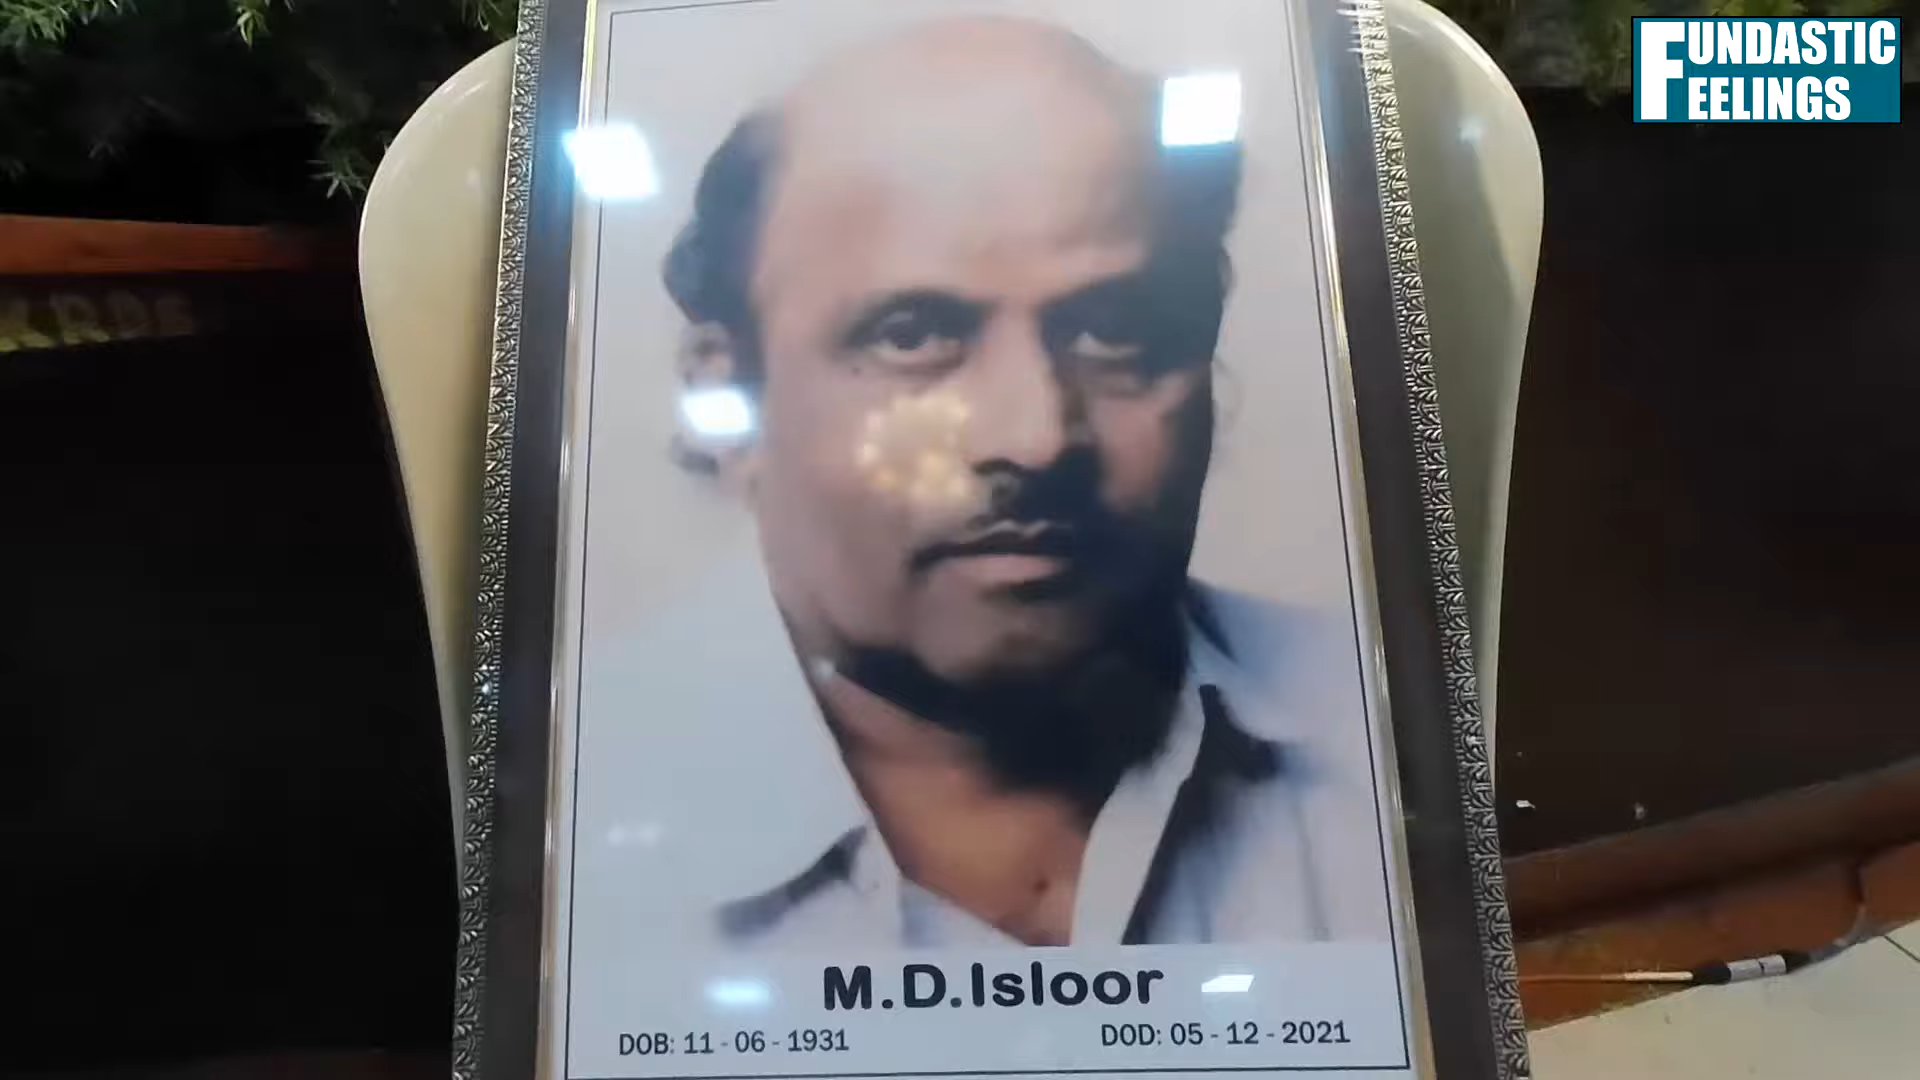 FUNDASTIC
FEELINGS
M.D.Isloor
DOB: 11 - 06 - 1931
DOD: 05 - 12 - 2021